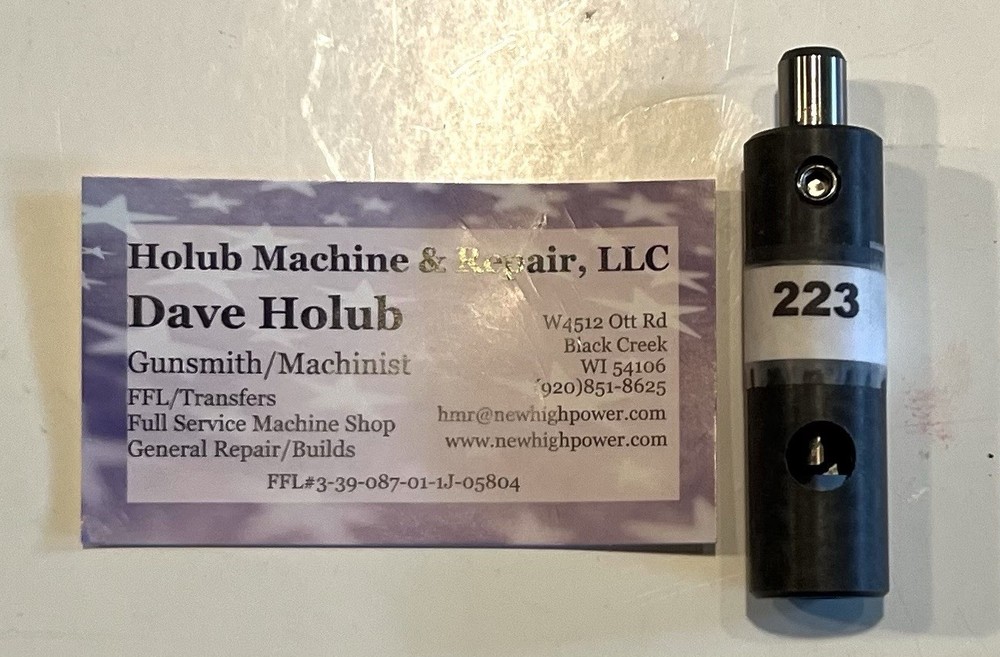 Holub Machine & Repair, LLC
Dave Holub
Gunsmith/Machinist
FFL/Transfers
Full Service Machine Shop
General Repair/Builds
W4512 Ott Rd
Black Creek
WI 54106
(920)851-8625
hmr@newhighpower.com
www.newhighpower.com
FFL#3-39-087-01-1J-05804
223